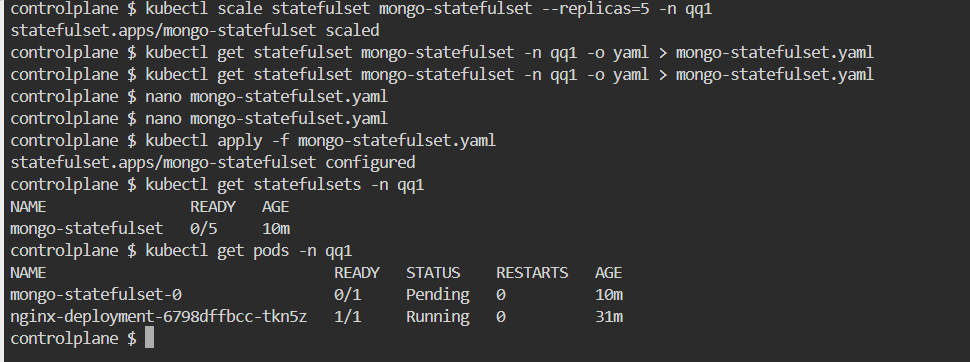 controlplane $ kubectl scale statefulset mongo-statefulset --replicas=5 -n qq1
statefulset.apps/mongo-statefulset scaled
controlplane $ kubectl get statefulset mongo-statefulset -n qq1 -o yaml > mongo-statefulset.yaml
controlplane $ kubectl get statefulset mongo-statefulset -n qq1 -o yaml > mongo-statefulset.yaml
controlplane $ nano mongo-statefulset.yaml
controlplane $ nano mongo-statefulset.yaml
controlplane $ kubectl apply -f mongo-statefulset.yaml
statefulset.apps/mongo-statefulset configured
controlplane $ kubectl get statefulsets -n qq1
NAME                READY   AGE
mongo-statefulset   0/5     10m
controlplane $ kubectl get pods -n qq1
NAME                                READY   STATUS    RESTARTS   AGE
mongo-statefulset-0                 0/1     Pending   0          10m
nginx-deployment-6798dffbcc-tkn5z   1/1     Running   0          31m
controlplane $